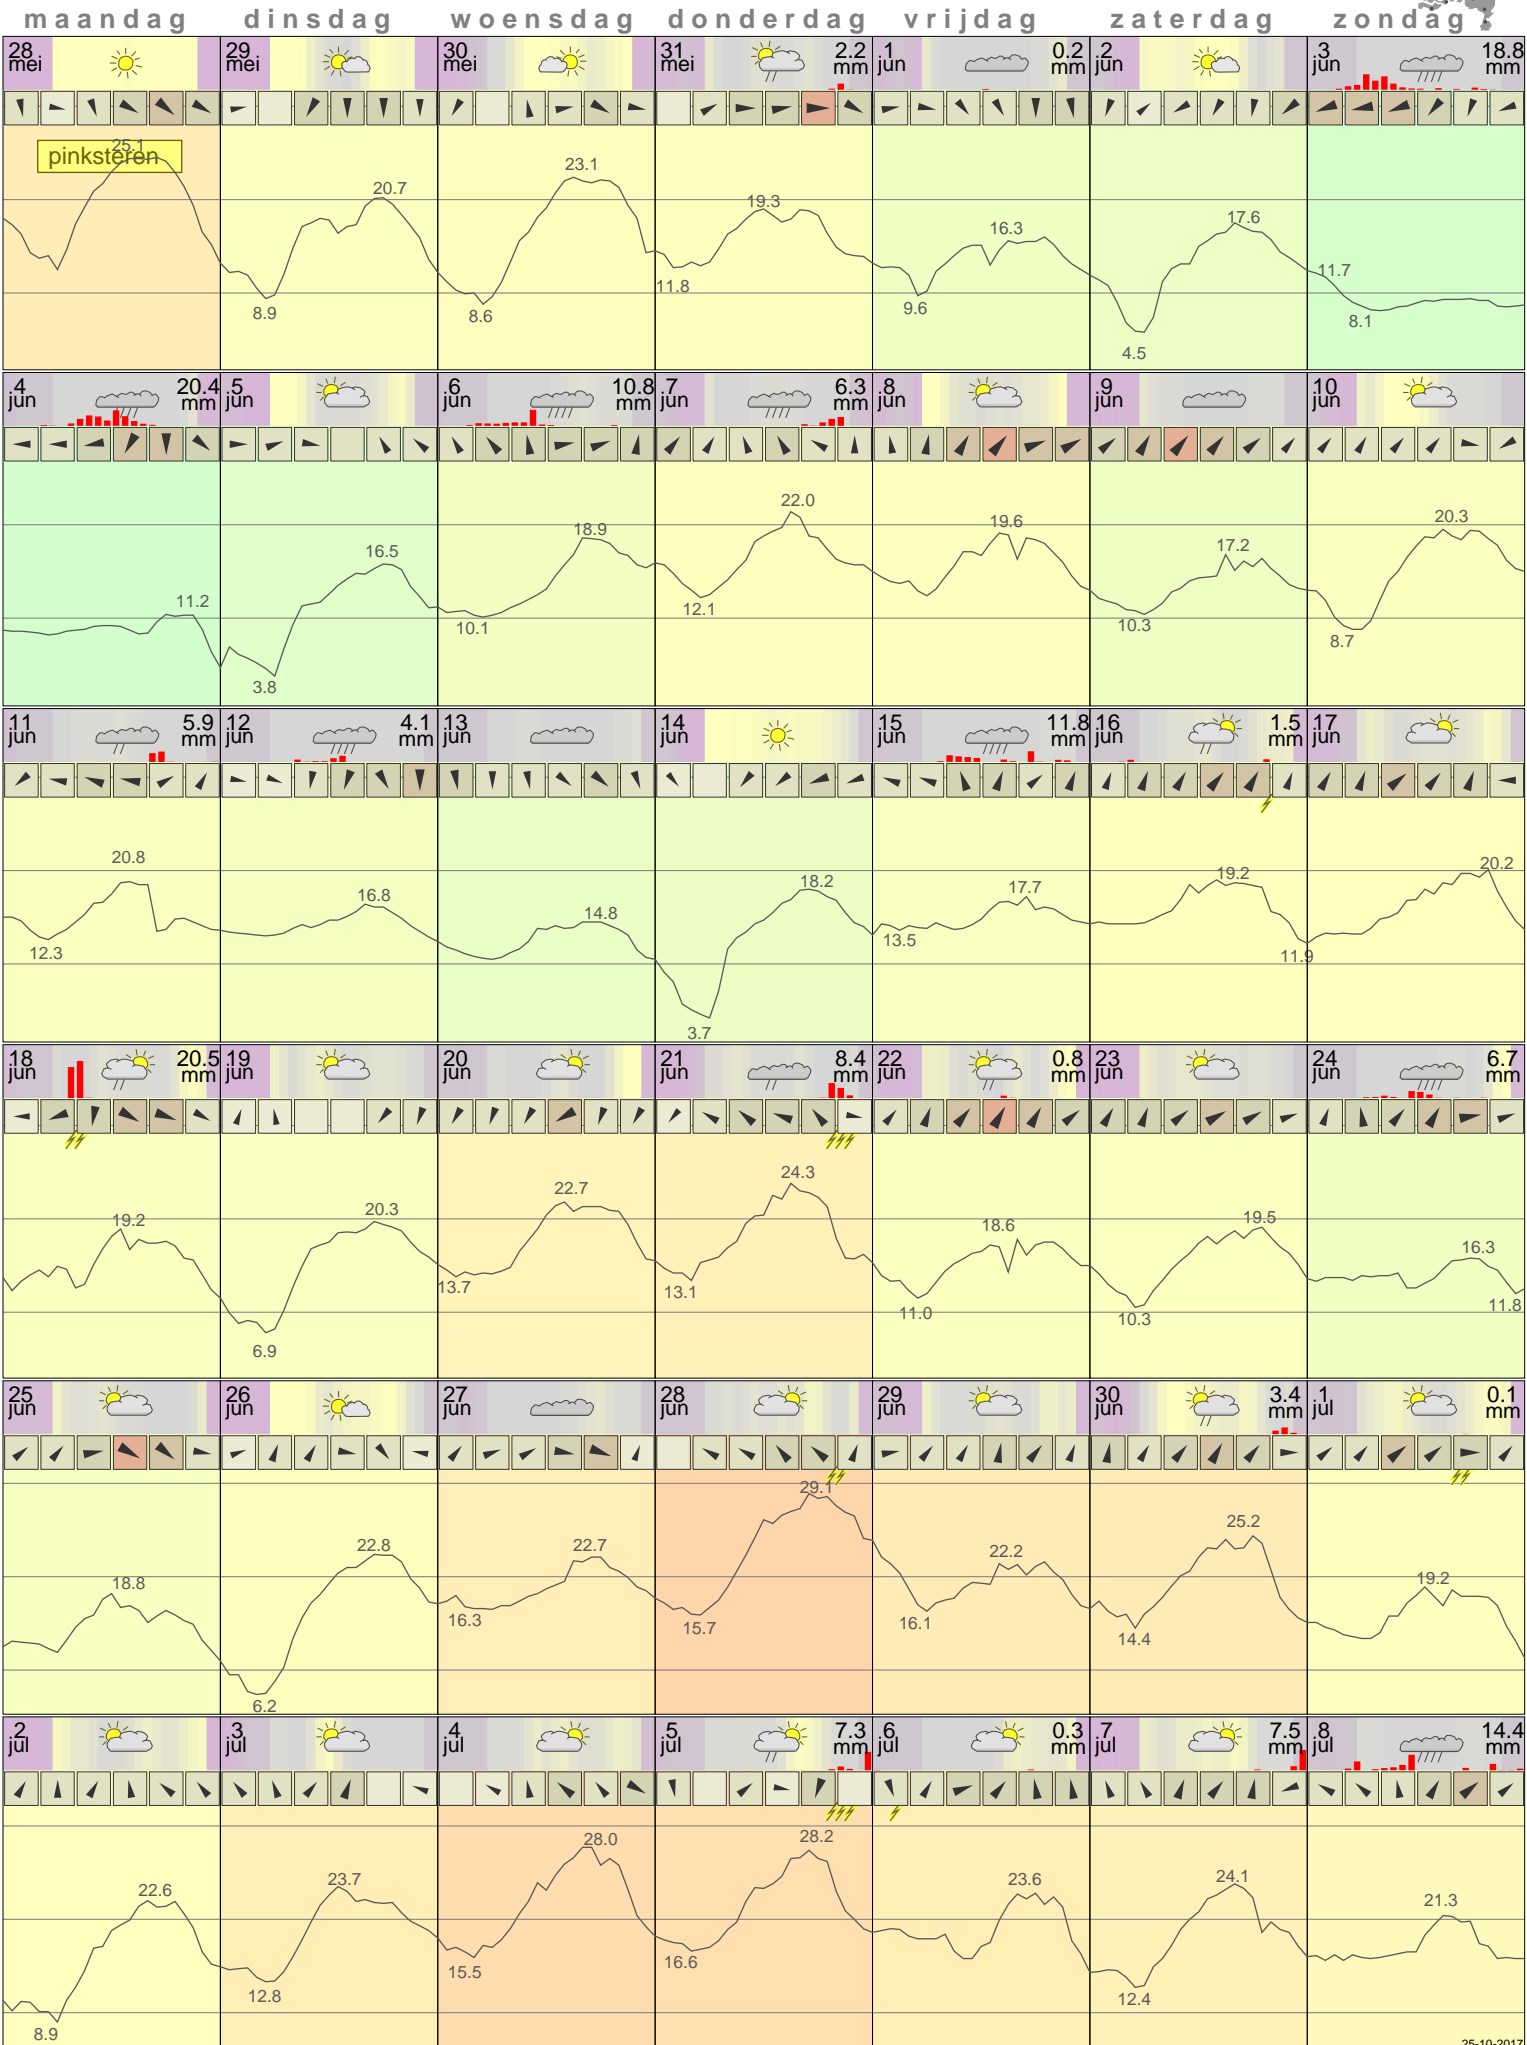 maandag dinsdag woensdag donderdag vrijdag zaterdag zondag
28 mei 29 mei 30 mei 31 mei 2.2 mm 1 jun 0.2 mm 2 jun 3 jun 18.8 mm
pinksteren
25.1 8.9 20.7 8.6 23.1 11.8 19.3 9.6 16.3 4.5 17.6 11.7 8.1
4 jun 20.4 mm 5 jun 6 jun 10.8 mm 7 jun 6.3 mm 8 jun 9 jun 10 jun
11.2 3.8 16.5 10.1 18.9 12.1 22.0 19.6 10.3 17.2 8.7 20.3
11 jun 5.9 mm 12 jun 4.1 mm 13 jun 14 jun 15 jun 11.8 mm 16 jun 1.5 mm 17 jun
12.3 20.8 16.8 14.8 3.7 18.2 13.5 17.7 19.2 11.9 20.2
18 jun 20.5 mm 19 jun 20 jun 21 jun 8.4 mm 22 jun 0.8 mm 23 jun 24 jun 6.7 mm
19.2 6.9 20.3 13.7 22.7 13.1 24.3 11.0 18.6 10.3 19.5 16.3 11.8
25 jun 26 jun 27 jun 28 jun 29 jun 30 jun 3.4 mm 1 jul 0.1 mm
18.8 6.2 22.8 16.3 22.7 15.7 29.1 16.1 22.2 14.4 25.2 19.2
2 jul 3 jul 4 jul 5 jul 7.3 mm 6 jul 0.3 mm 7 jul 7.5 mm 8 jul 14.4 mm
8.9 22.6 12.8 23.7 15.5 28.0 16.6 28.2 23.6 12.4 24.1 21.3
25-10-2017